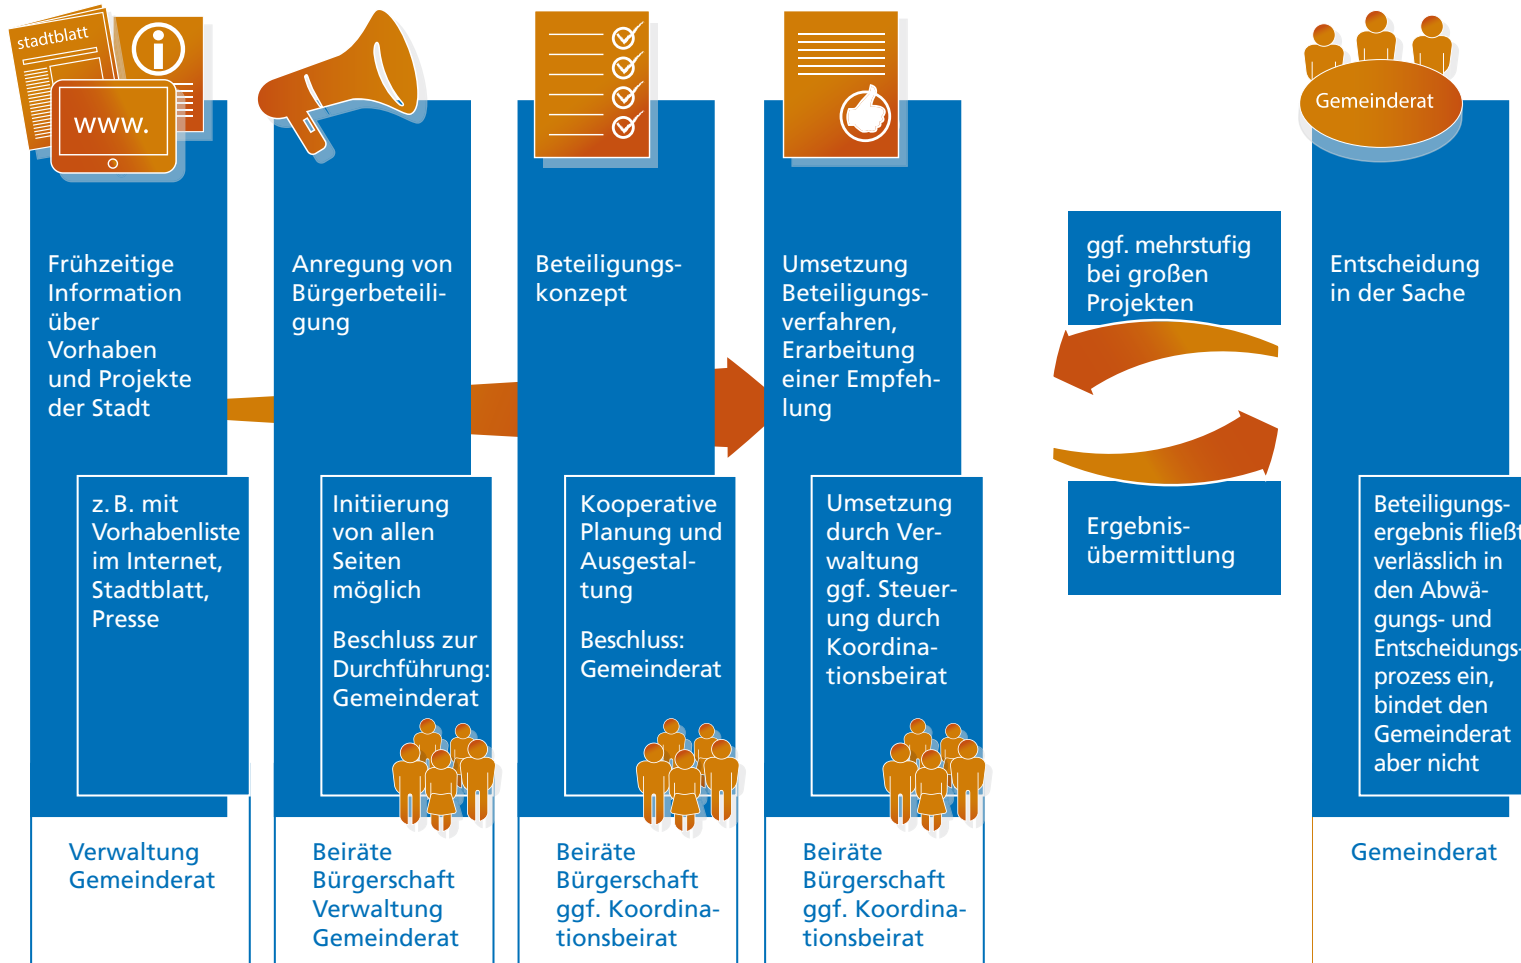 stadtblatt
www.
Frühzeitige
Information
über
Vorhaben
und Projekte
der Stadt
z. B. mit
Vorhabenliste
im Internet,
Stadtblatt,
Presse
Verwaltung
Gemeinderat
Anregung von
Bürgerbeteili-
gung
Initiierung
von allen
Seiten
möglich
Beschluss zur
Durchführung:
Gemeinderat
Beiräte
Bürgerschaft
Verwaltung
Gemeinderat
Beteiligungs-
konzept
Kooperative
Planung und
Ausgestal-
tung
Beschluss:
Gemeinderat
Beiräte
Bürgerschaft
ggf. Koordina-
tionsbeirat
Umsetzung
Beteiligungs-
verfahren,
Erarbeitung
einer Empfeh-
lung
Umsetzung
durch Ver-
waltung
ggf. Steuer-
ung durch
Koordina-
tionsbeirat
Beiräte
Bürgerschaft
ggf. Koordina-
tionsbeirat
ggf. mehrstufig
bei großen
Projekten
Ergebnis-
übermittlung
Gemeinderat
Entscheidung
in der Sache
Beteiligungs-
ergebnis fließt
verlässlich in
den Abwä-
gungs- und
Entscheidungs-
prozess ein,
bindet den
Gemeinderat
aber nicht
Gemeinderat